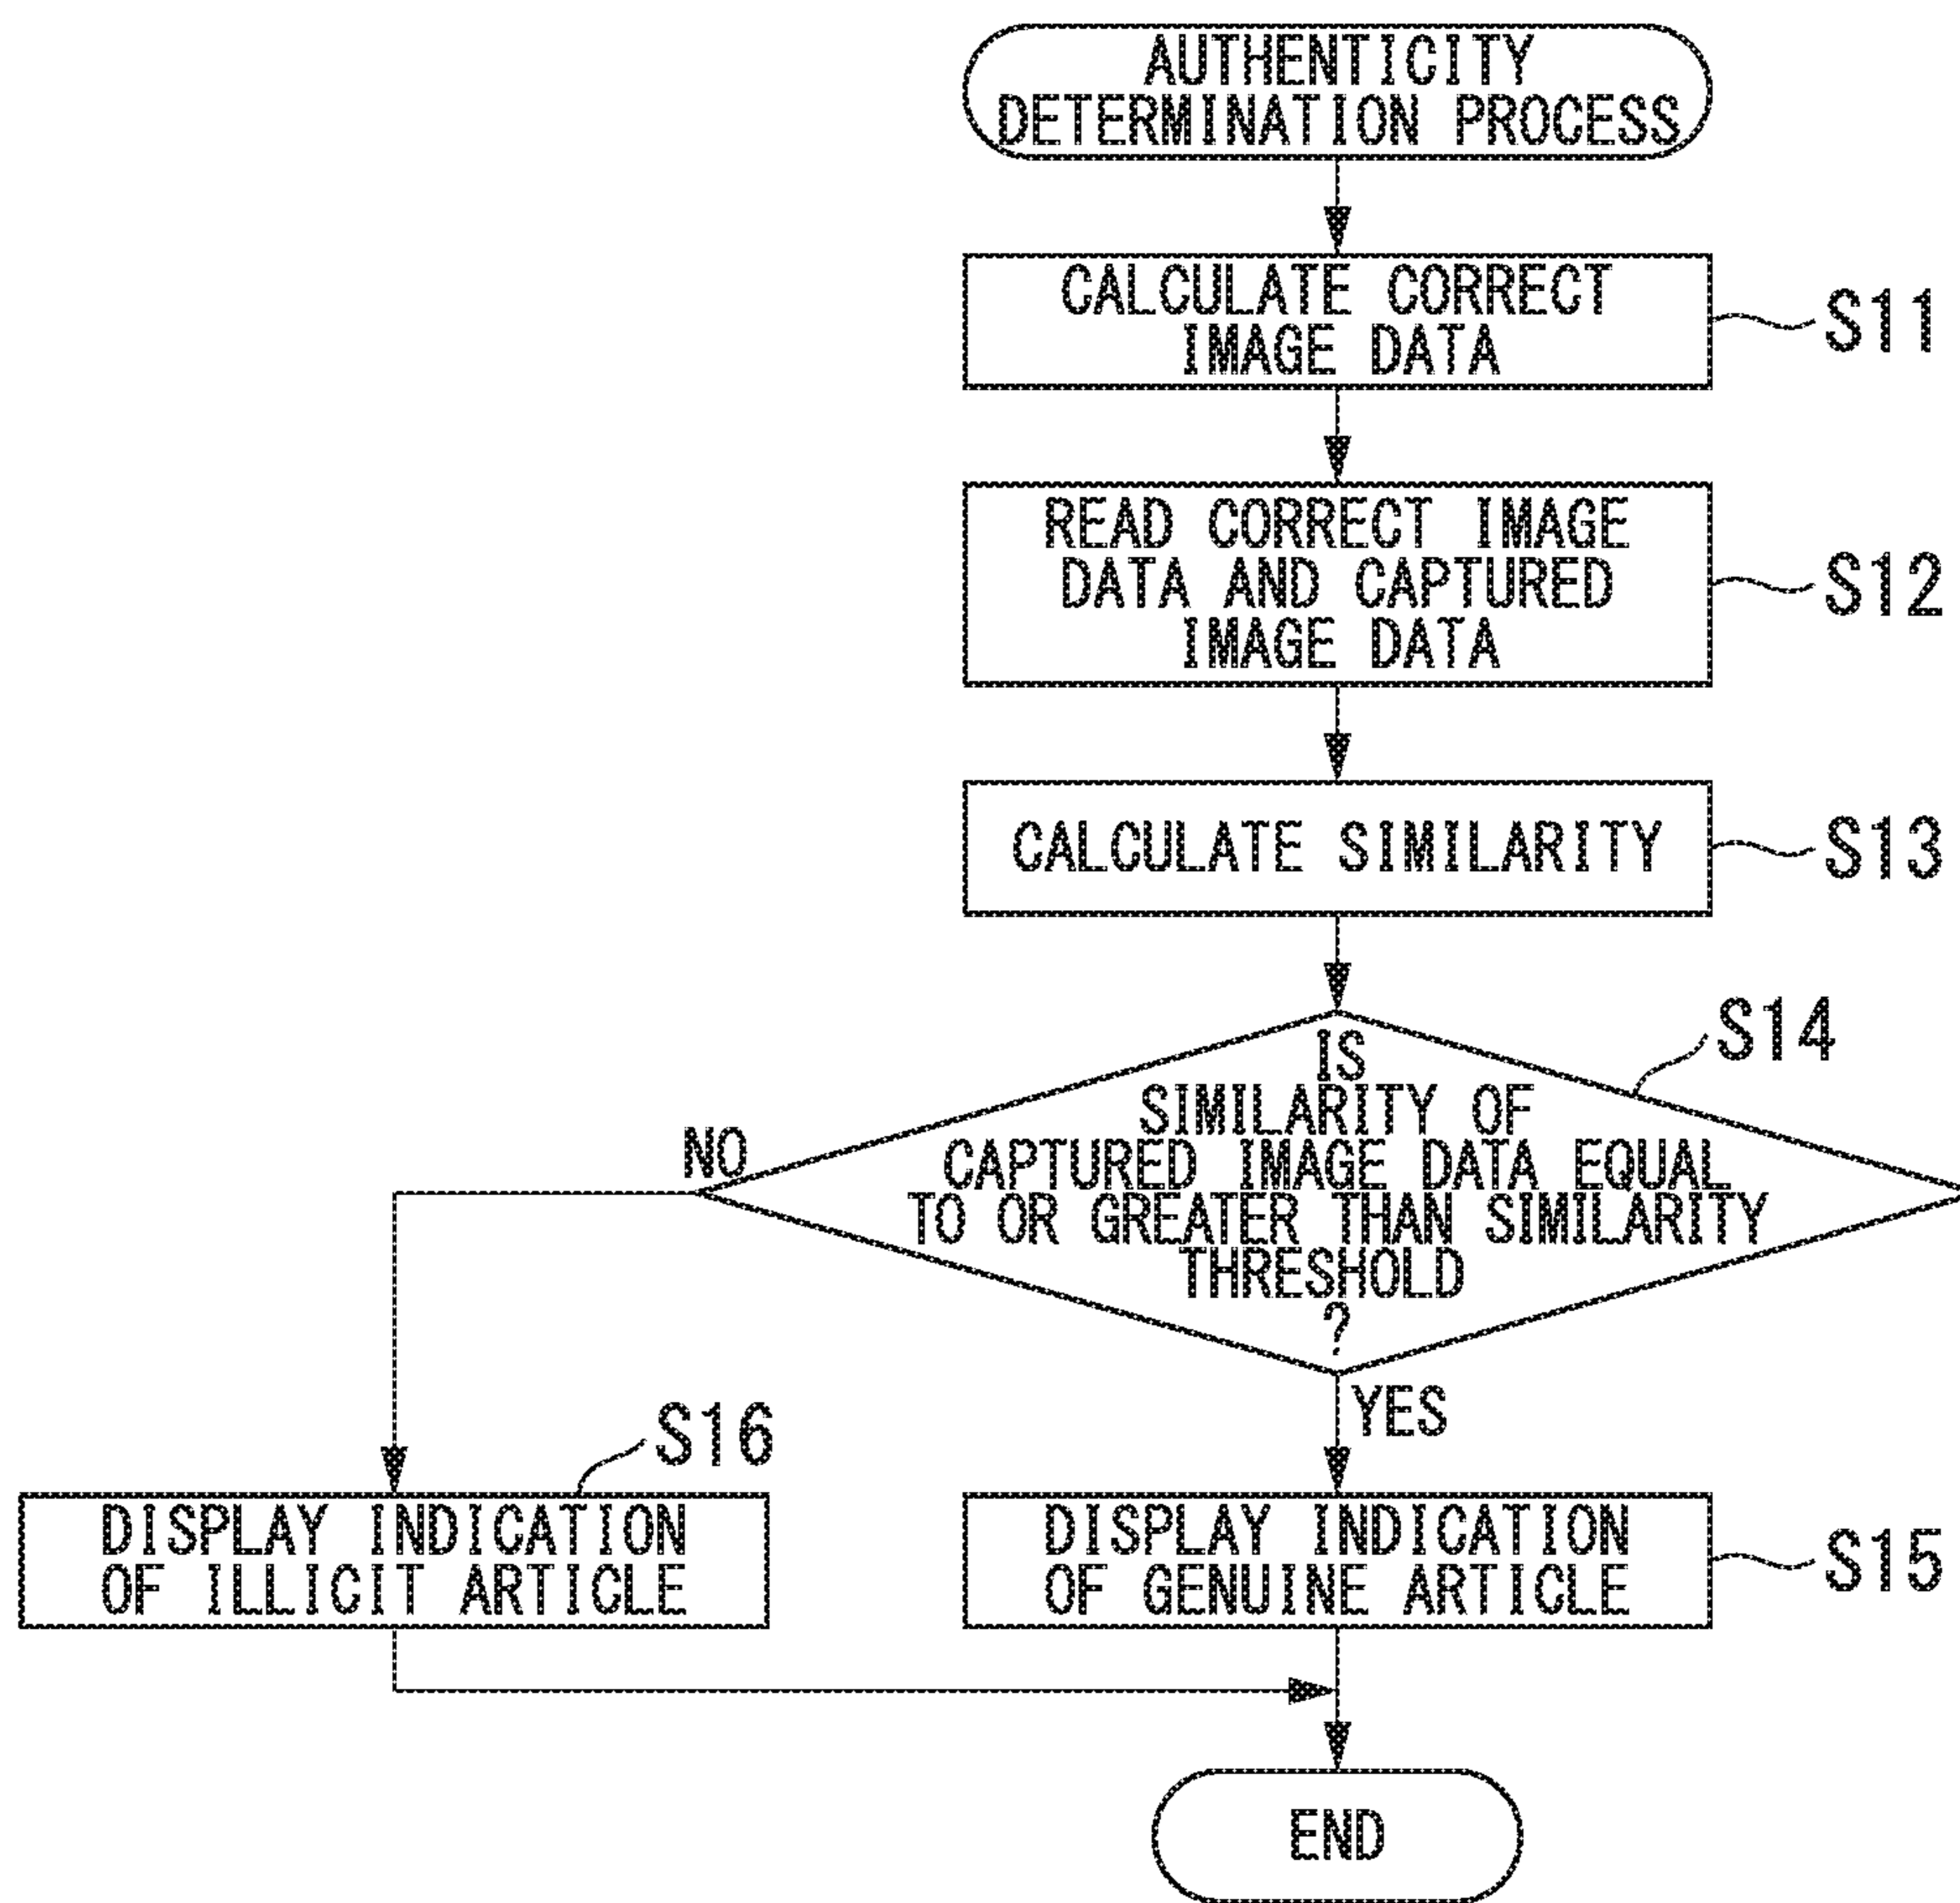 AUTHENTICITY
DETERMINATION PROCESS
CALCULATE CORRECT
IMAGE DATA
S11
READ CORRECT IMAGE
DATA AND CAPTURED
IMAGE DATA
S12
CALCULATE SIMILARITY
S13
S14
IS
SIMILARITY OF
CAPTURED IMAGE DATA EQUAL
TO OR GREATER THAN SIMILARITY
THRESHOLD
?
NO
YES
S16
DISPLAY INDICATION
OF ILLICIT ARTICLE
DISPLAY INDICATION
OF GENUINE ARTICLE
S15
END